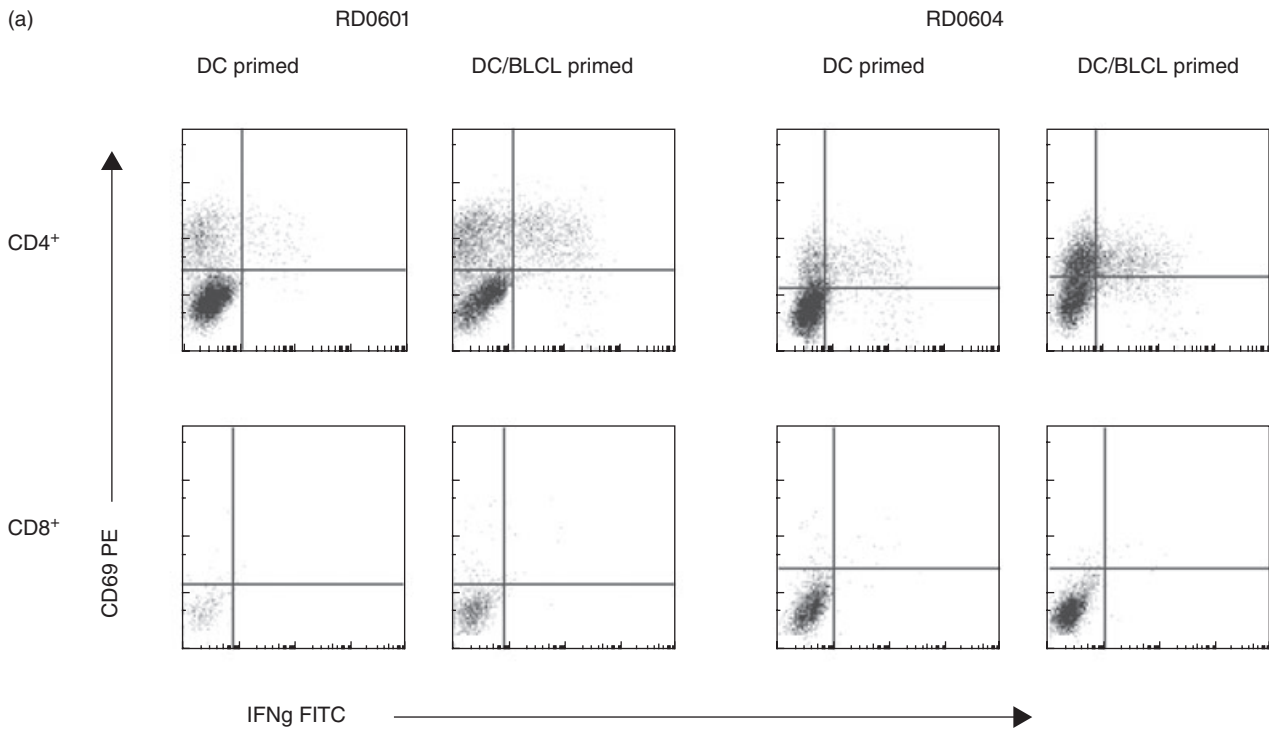 (a)
RD0601
RD0604
DC primed
DC/BLCL primed
DC primed
DC/BLCL primed
CD4+
CD8+
CD69 PE
IFNg FITC